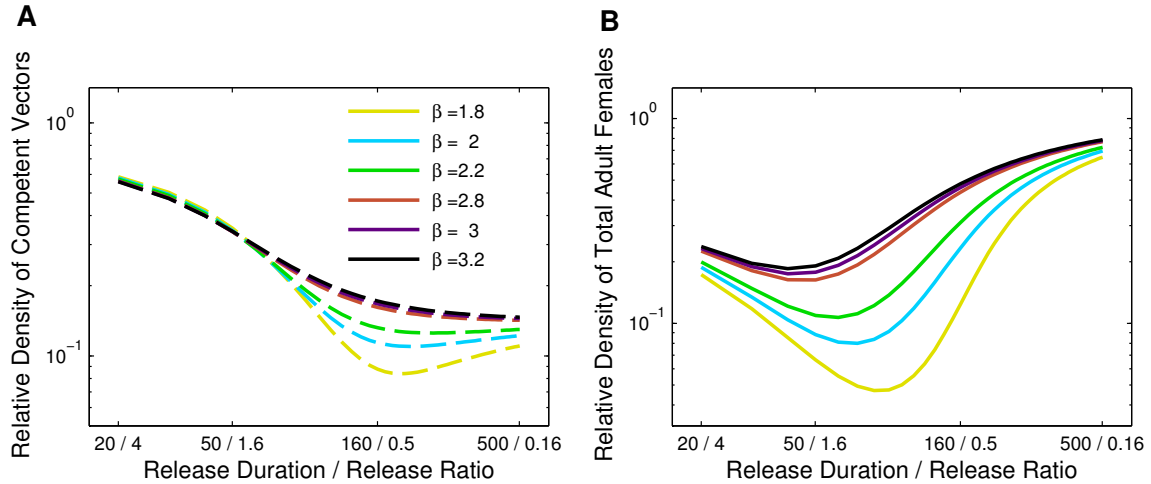 A
Relative Density of Competent Vectors
10^0
10^-1
β =1.8
β = 2
β =2.2
β =2.8
β = 3
β =3.2
20 / 4
50 / 1.6
160 / 0.5
500 / 0.16
Release Duration / Release Ratio
B
Relative Density of Total Adult Females
10^0
10^-1
20 / 4
50 / 1.6
160 / 0.5
500 / 0.16
Release Duration / Release Ratio